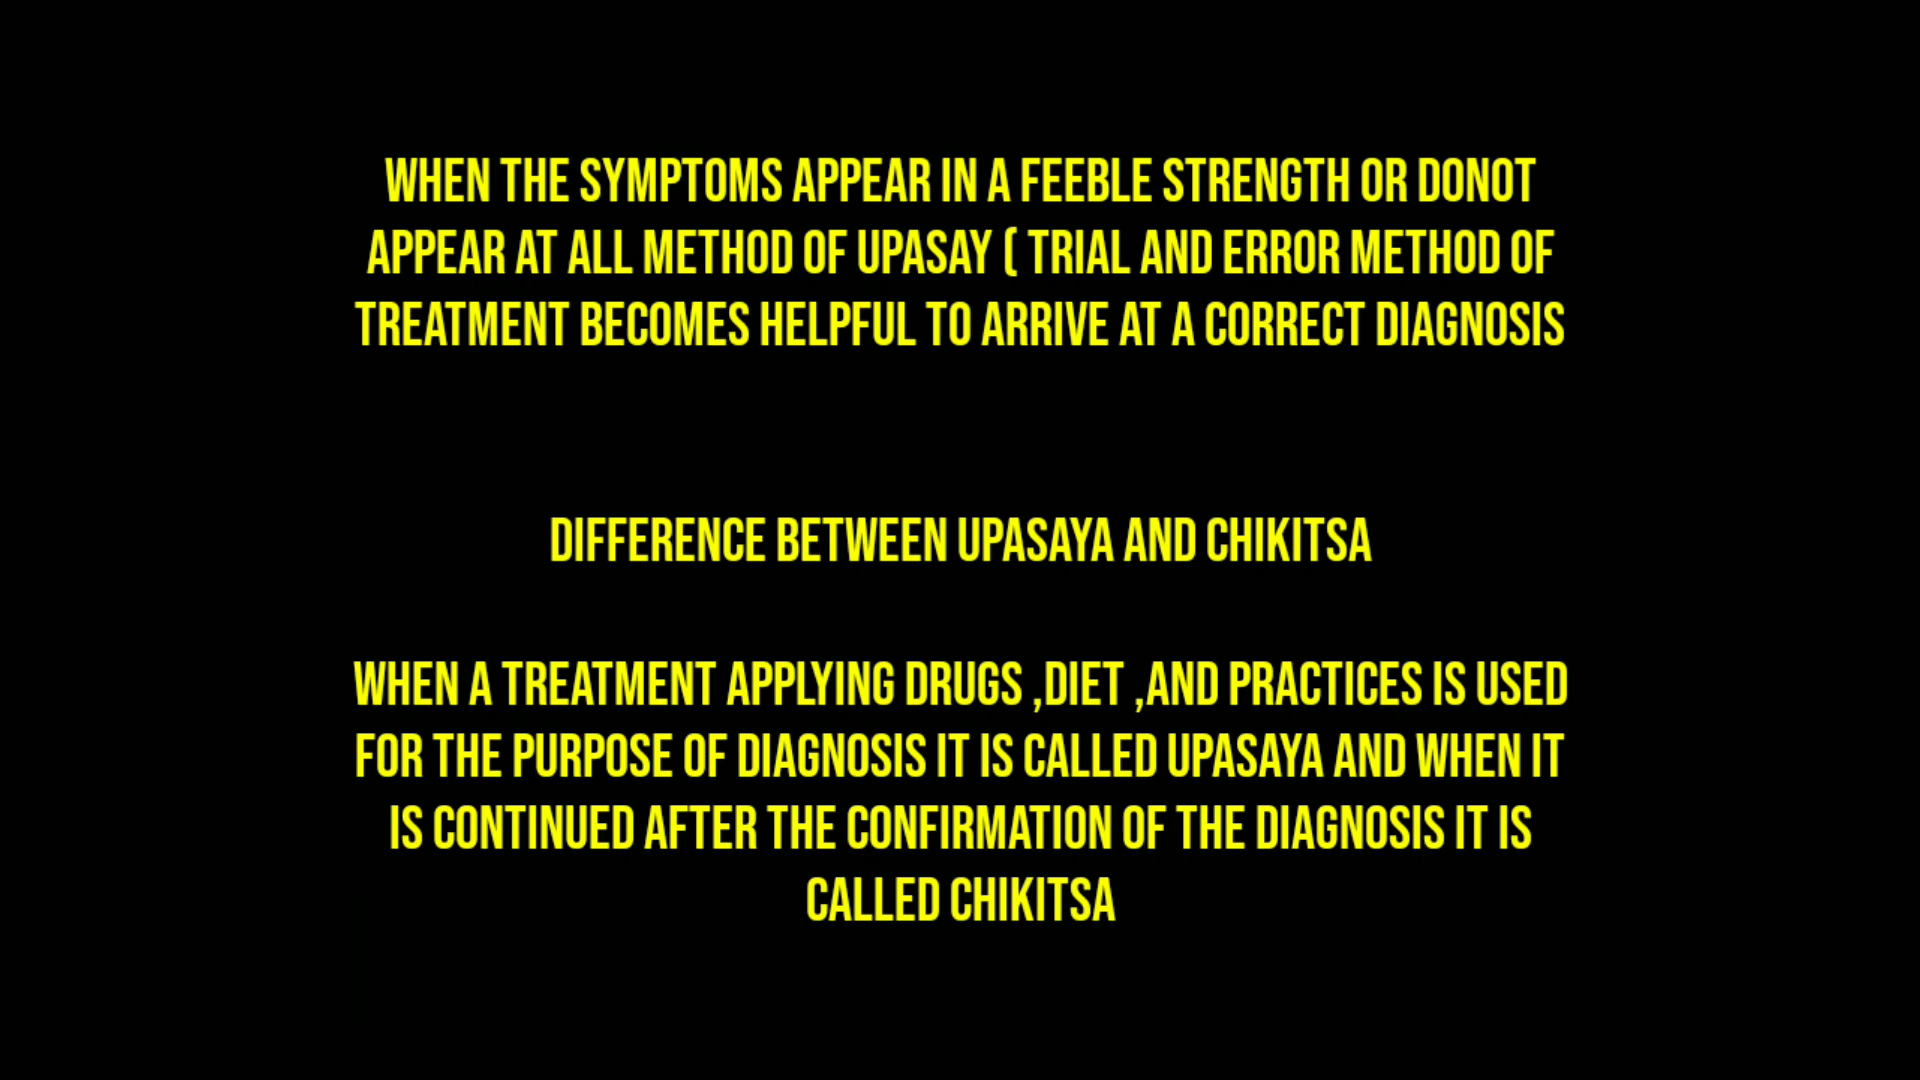 WHEN THE SYMPTOMS APPEAR IN A FEEBLE STRENGTH OR DONOT
APPEAR AT ALL METHOD OF UPASAY ( TRIAL AND ERROR METHOD OF
TREATMENT BECOMES HELPFUL TO ARRIVE AT A CORRECT DIAGNOSIS
DIFFERENCE BETWEEN UPASAYA AND CHIKITSA
WHEN A TREATMENT APPLYING DRUGS ,DIET ,AND PRACTICES IS USED
FOR THE PURPOSE OF DIAGNOSIS IT IS CALLED UPASAYA AND WHEN IT
IS CONTINUED AFTER THE CONFIRMATION OF THE DIAGNOSIS IT IS
CALLED CHIKITSA